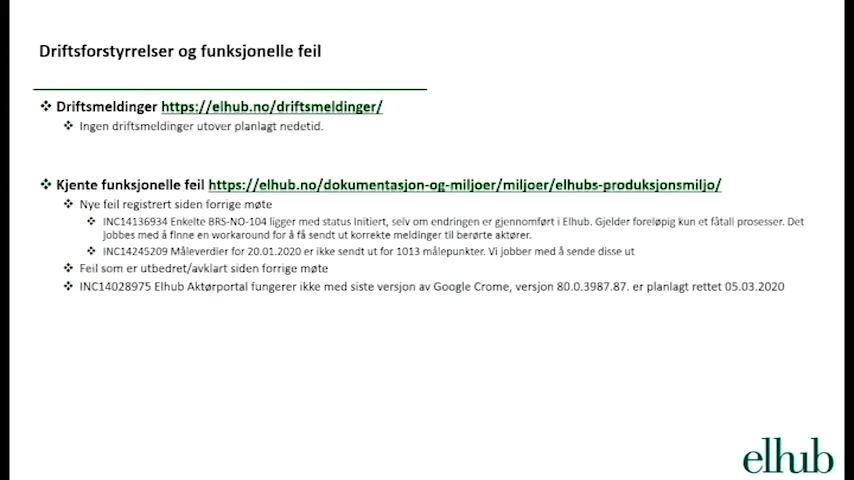 Driftsforstyrrelser og funksjonelle feil
❖ Driftsmeldinger https://elhub.no/driftsmeldinger/
❖ Ingen driftsmeldinger utover planlagt nedetid.
❖ Kjente funksjonelle feil https://elhub.no/dokumentasjon-og-miljoer/miljoer/elhubs-produksjonsmiljo/
❖ Nye feil registrert siden forrige møte
❖ INC14136934 Enkelte BRS-NO-104 ligger med status Initiert, selv om endringen er gjennomført i Elhub. Gjelder foreløpig kun et fåtall prosesser. Det
jobbes med å finne en workaround for å få sendt ut korrekte meldinger til berørte aktører.
❖ INC14245209 Måleverdier for 20.01.2020 er ikke sendt ut for 1013 målepunkter. Vi jobber med å sende disse ut
❖ Feil som er utbedret/avklart siden forrige møte
❖ INC14028975 Elhub Aktørportal fungerer ikke med siste versjon av Google Crome, versjon 80.0.3987.87. er planlagt rettet 05.03.2020
elhub